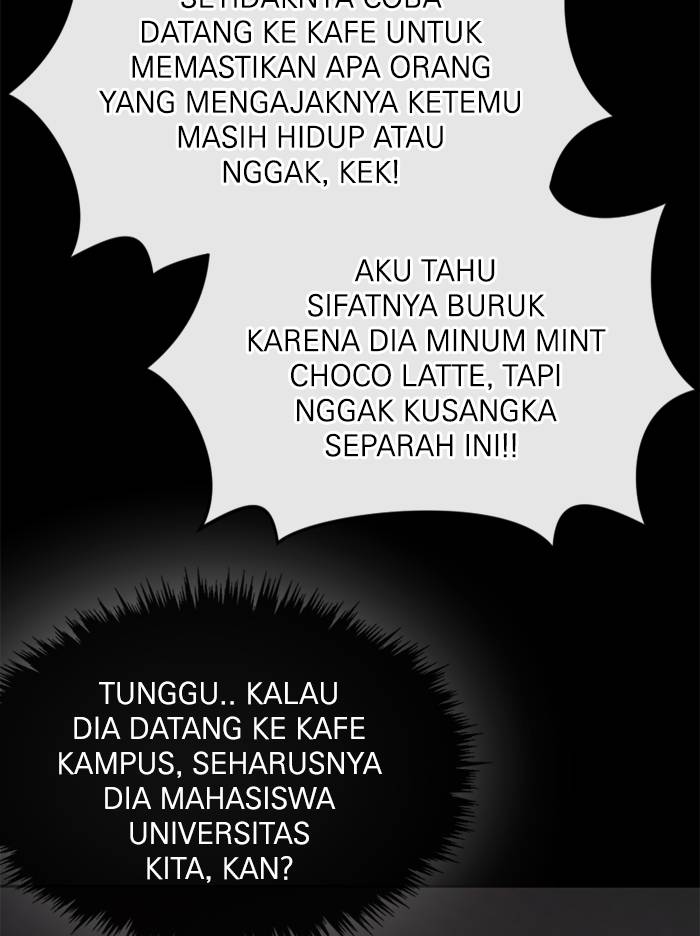 SETIDAKNYA COBA
DATANG KE KAFE UNTUK
MEMASTIKAN APA ORANG
YANG MENGAJAKNYA KETEMU
MASIH HIDUP ATAU
NGGAK, KEK!
AKU TAHU
SIFATNYA BURUK
KARENA DIA MINUM MINT
CHOCO LATTE, TAPI
NGGAK KUSANGKA
SEPARAH INI!!
TUNGGU.. KALAU
DIA DATANG KE KAFE
KAMPUS, SEHARUSNYA
DIA MAHASISWA
UNIVERSITAS
KITA, KAN?